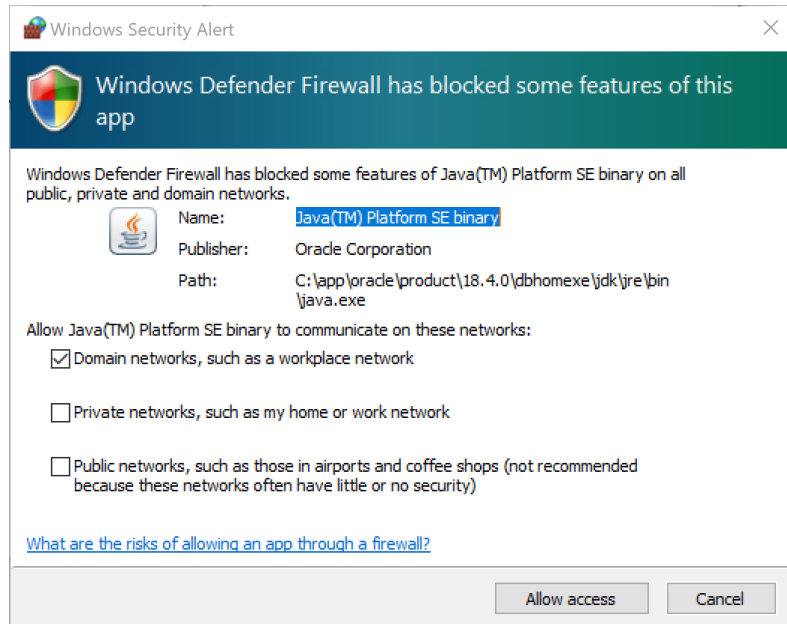 Windows Security Alert
Windows Defender Firewall has blocked some features of this
app
Windows Defender Firewall has blocked some features of Java(TM) Platform SE binary on all
public, private and domain networks.
Name: Java(TM) Platform SE binary
Publisher: Oracle Corporation
Path: C:\app\oracle\product\18.4.0\dbhomexe\jdk\jre\bin
\java.exe
Allow Java(TM) Platform SE binary to communicate on these networks:
Domain networks, such as a workplace network
Private networks, such as my home or work network
Public networks, such as those in airports and coffee shops (not recommended
because these networks often have little or no security)
What are the risks of allowing an app through a firewall?
Allow access Cancel